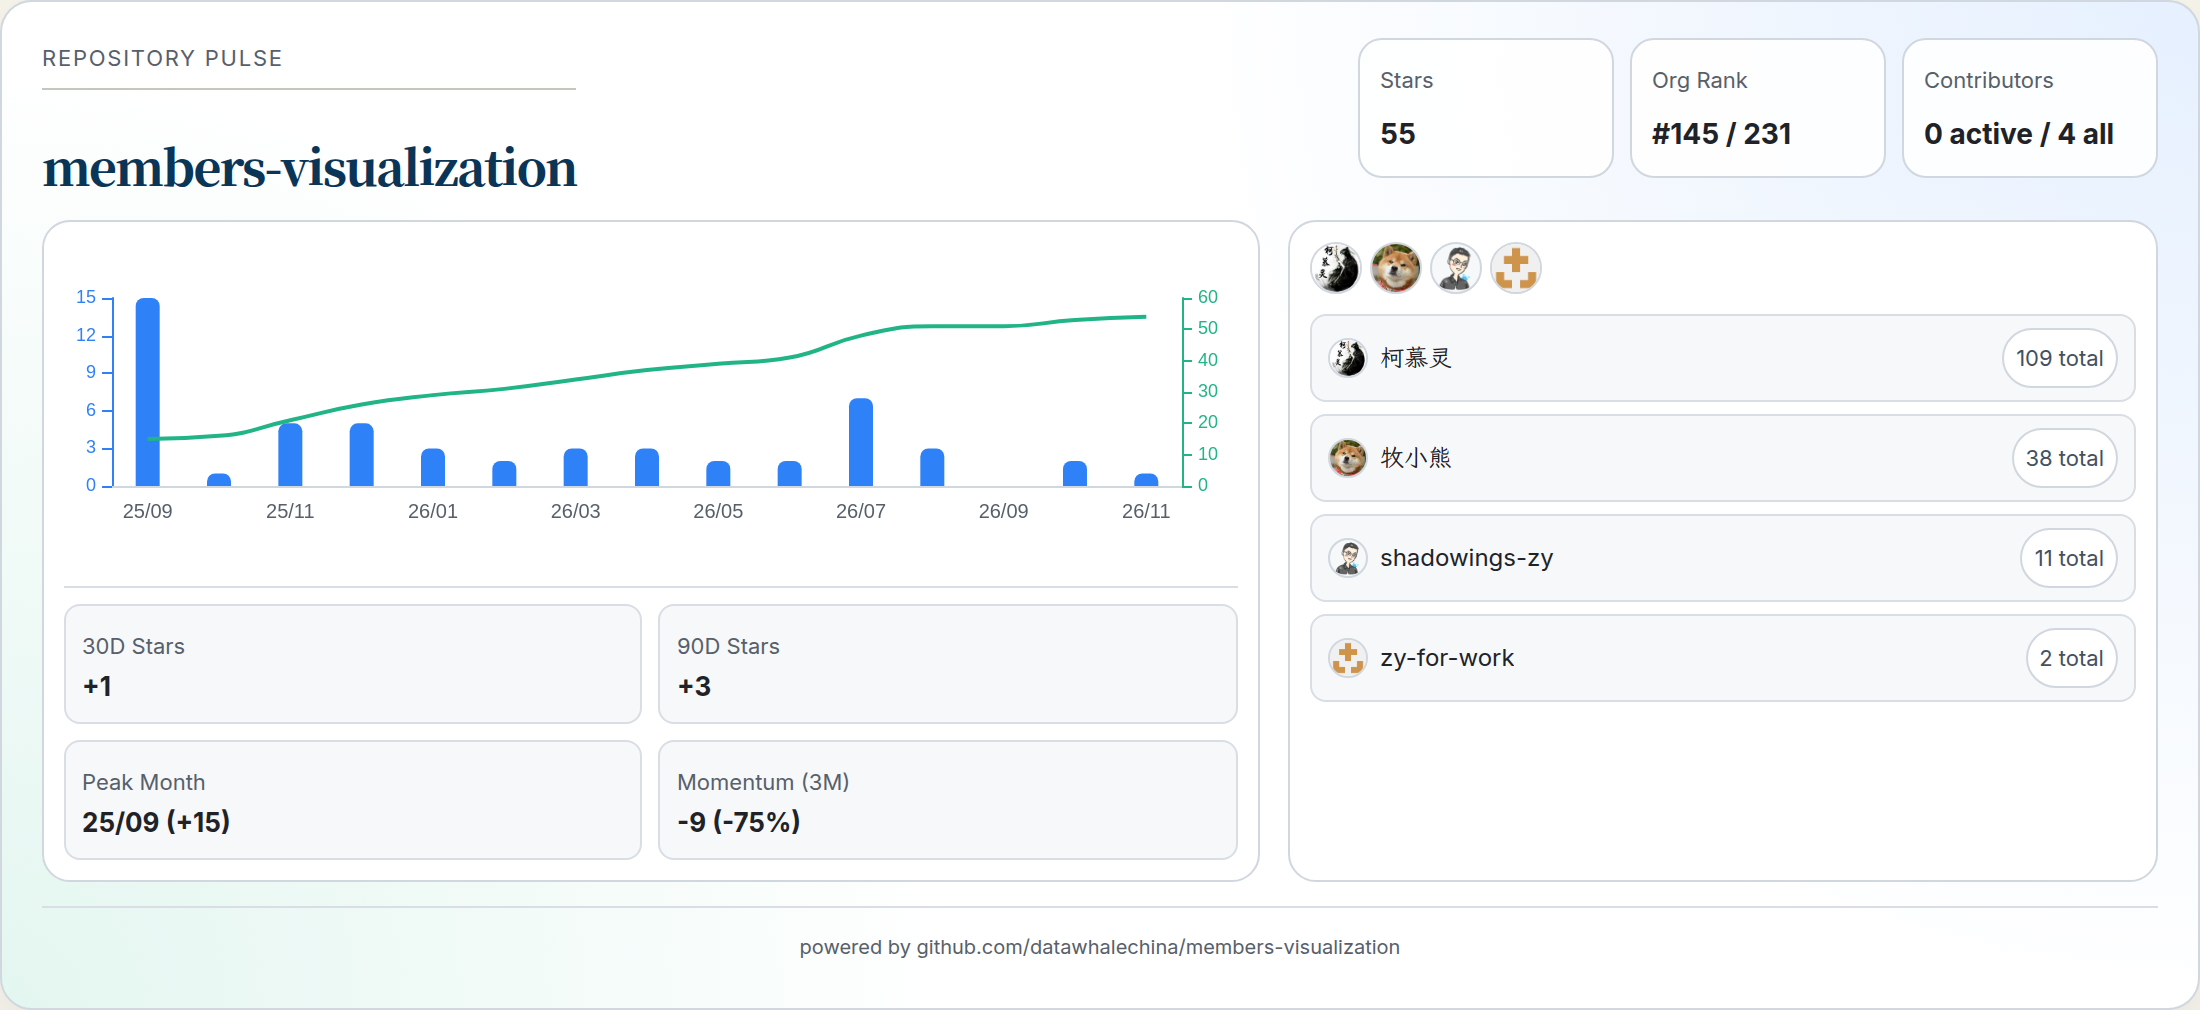 REPOSITORY PULSE
members-visualization
Stars
55
Org Rank
#145 / 231
Contributors
0 active / 4 all
15
12
9
6
3
0
60
50
40
30
20
10
0
25/09
25/11
26/01
26/03
26/05
26/07
26/09
26/11
30D Stars
+1
90D Stars
+3
Peak Month
25/09 (+15)
Momentum (3M)
-9 (-75%)
柯慕灵
柯慕灵
109 total
牧小熊
38 total
shadowings-zy
11 total
zy-for-work
2 total
powered by github.com/datawhalechina/members-visualization